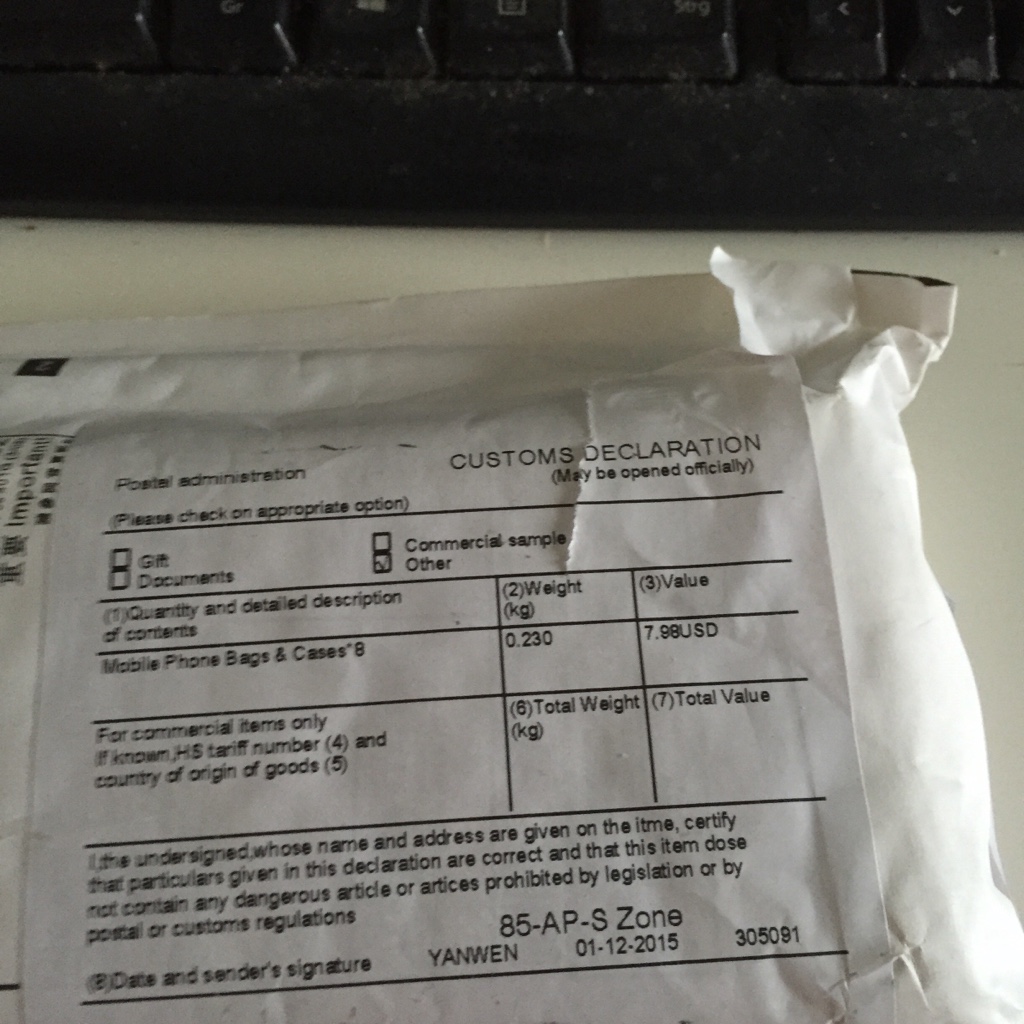 Gr
Strg
Important
Postal administration
CUSTOMS DECLARATION
(May be opened officially)
(Please check on appropriate option)
Gift
Commercial sample
Documents
Other
(1)Quantity and detailed description
of contents
(2)Weight
(kg)
(3)Value
Mobile Phone Bags & Cases*8
0.230
7.98USD
For commercial items only
If known,HS tariff number (4) and
country of origin of goods (5)
(6)Total Weight
(kg)
(7)Total Value
I,the undersigned,whose name and address are given on the itme, certify
that particulars given in this declaration are correct and that this item dose
not contain any dangerous article or artices prohibited by legislation or by
postal or customs regulations
85-AP-S Zone
YANWEN 01-12-2015 305091
(8)Date and sender's signature